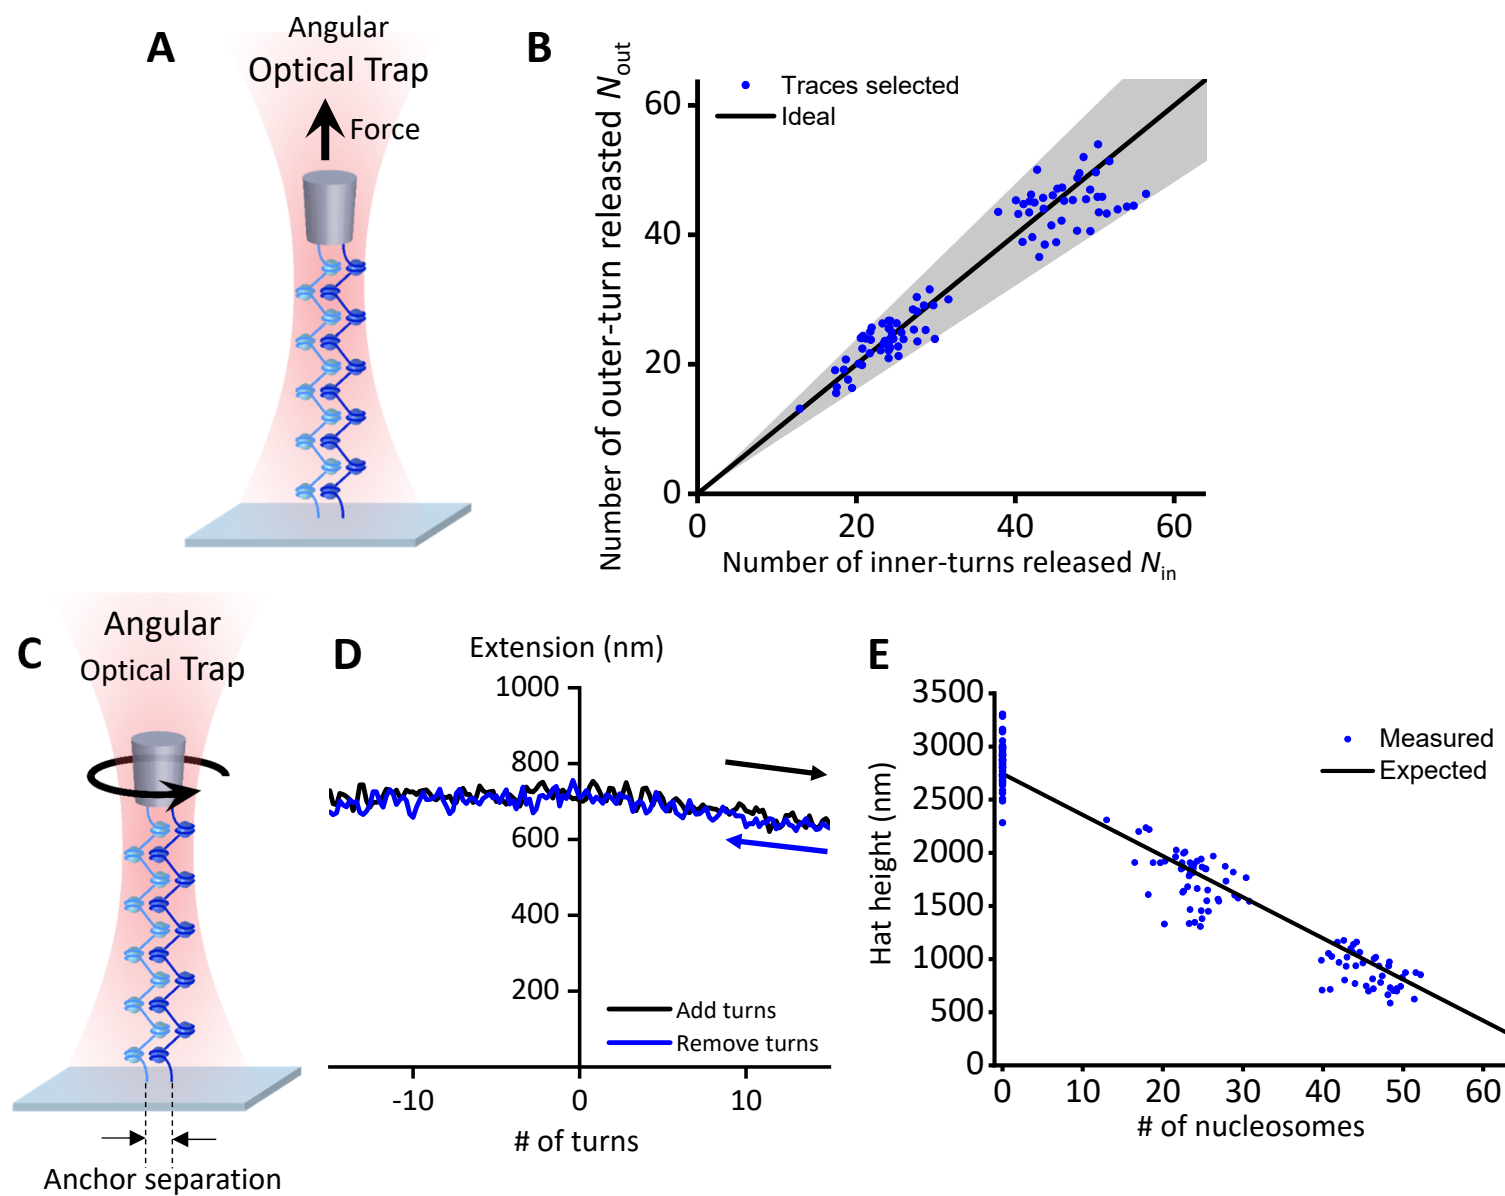 A
Angular
Optical Trap
Force
B
Number of outer-turn releasted Nout
60
40
20
0
Traces selected
Ideal
0 20 40 60
Number of inner-turns released Nin
C
Angular
Optical Trap
Anchor separation
D
Extension (nm)
1000
800
600
400
200
Add turns
Remove turns
-10 0 10
# of turns
E
Hat height (nm)
3500
3000
2500
2000
1500
1000
500
0
Measured
Expected
0 10 20 30 40 50 60
# of nucleosomes